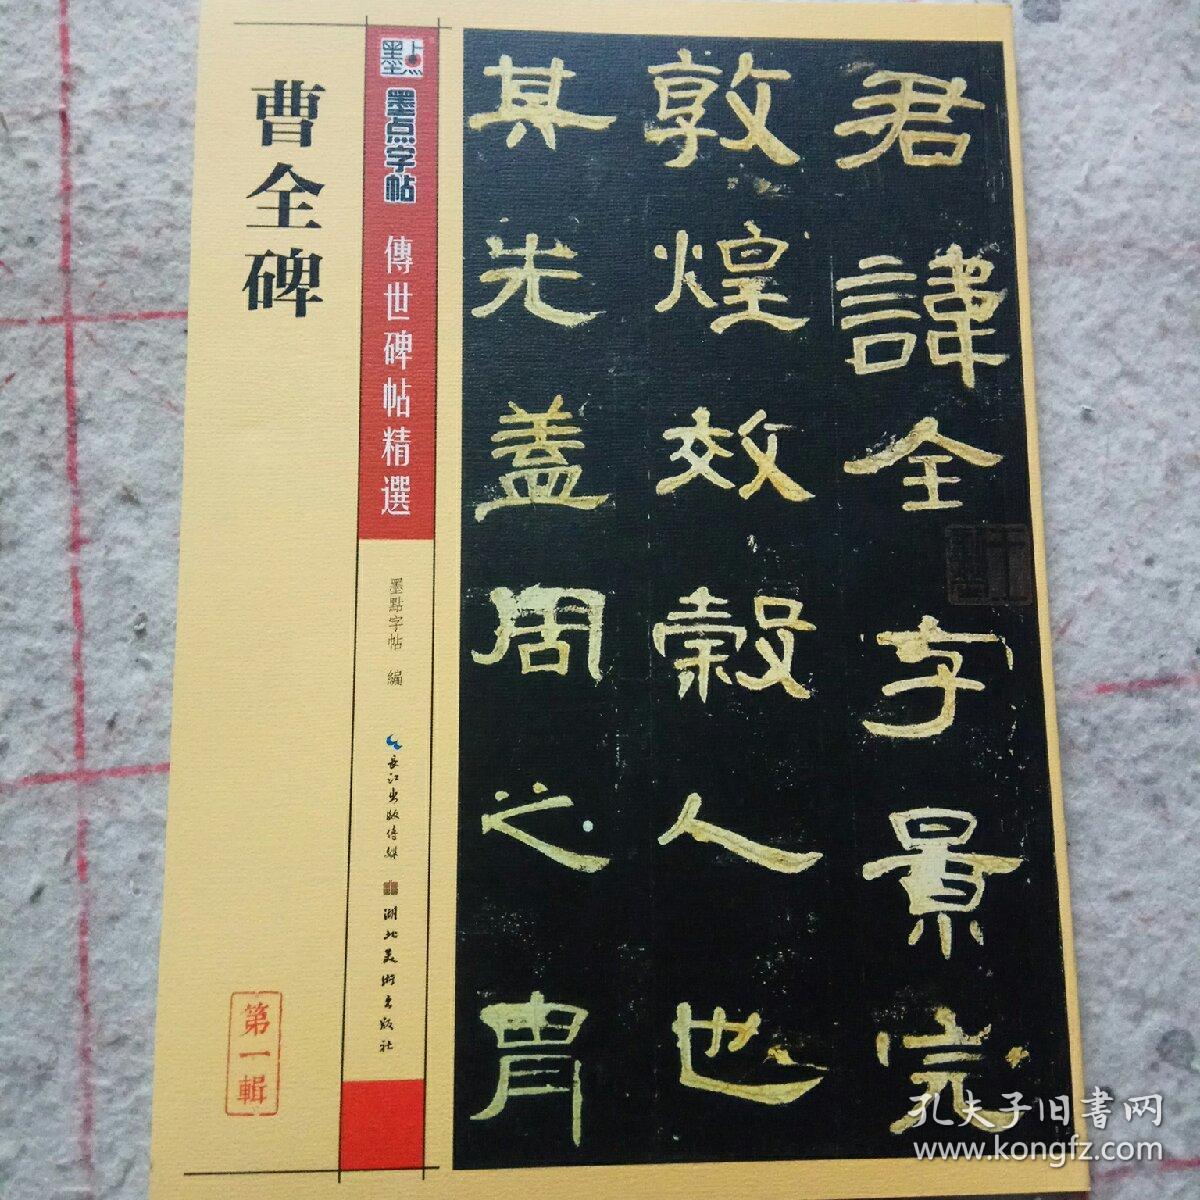 曹全碑
第一輯
墨点
墨点字帖
傳世碑帖精選
墨點字帖 編
長江出版傳媒
湖北美術出版社
君諱全字景完
敦煌效穀人也
其先盖周之胄
孔夫子旧書网
www.kongfz.com